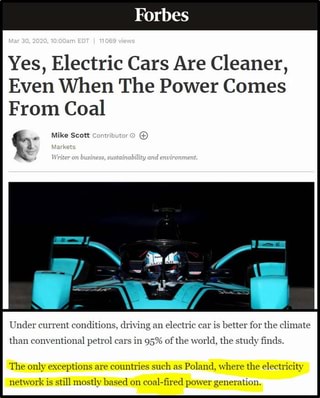 Forbes
Mar 30, 2020, 10:00am EDT | 11 069 views
Yes, Electric Cars Are Cleaner,
Even When The Power Comes
From Coal
Mike Scott Contributor
Markets
Writer on business, sustainability and environment.
Under current conditions, driving an electric car is better for the climate
than conventional petrol cars in 95% of the world, the study finds.
The only exceptions are countries such as Poland, where the electricity
network is still mostly based on coal-fired power generation.